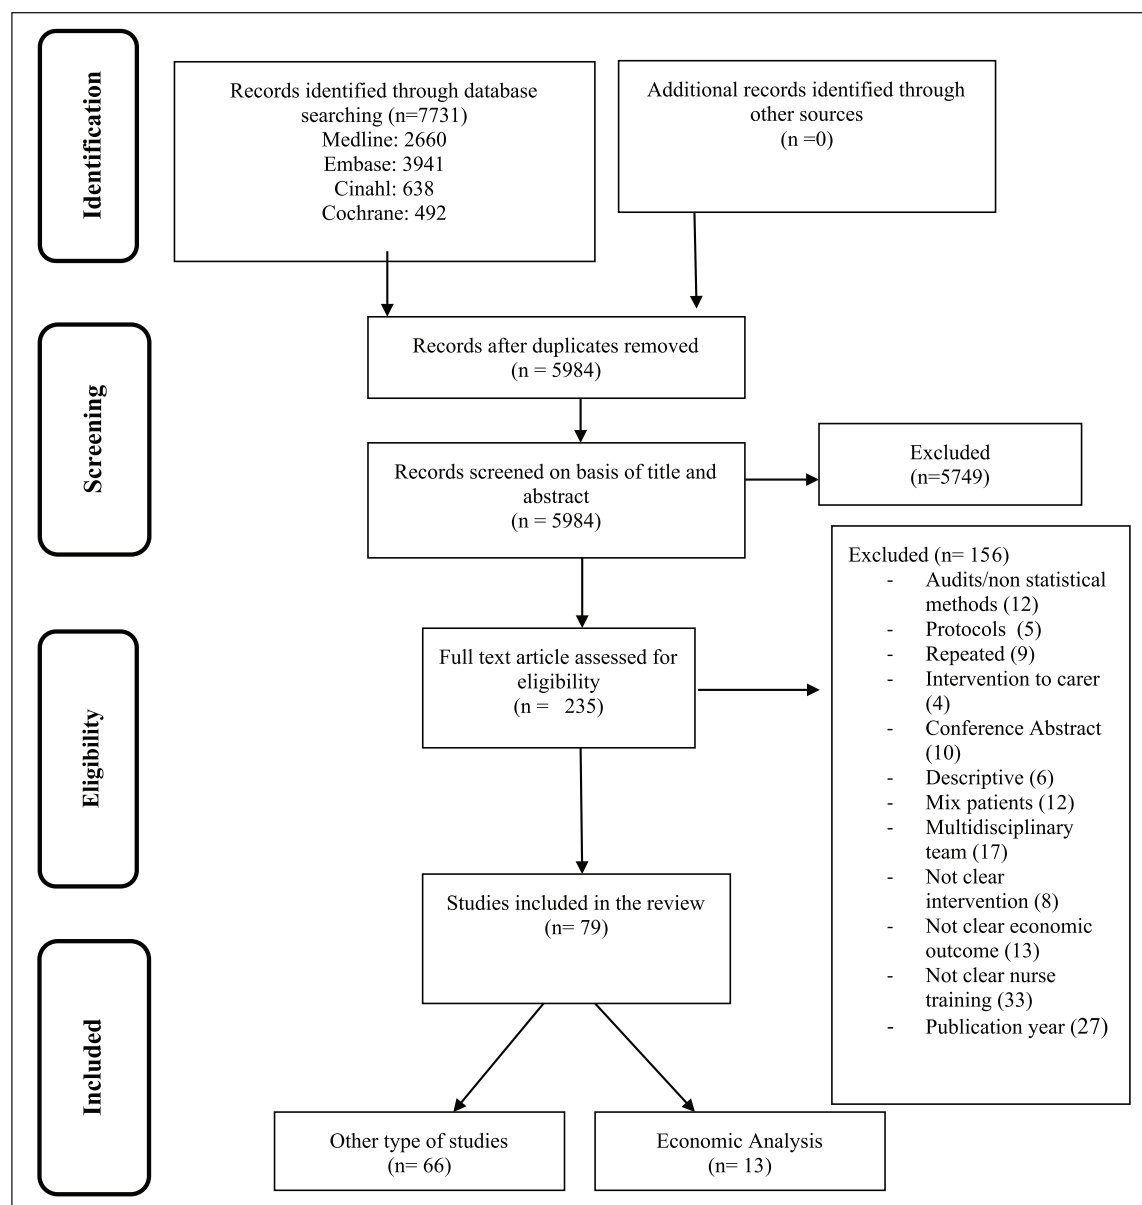 Identification
Records identified through database
searching (n=7731)
Medline: 2660
Embase: 3941
Cinahl: 638
Cochrane: 492
Additional records identified through
other sources
(n =0)
Screening
Records after duplicates removed
(n = 5984)
Records screened on basis of title and
abstract
(n = 5984)
Excluded
(n=5749)
Eligibility
Full text article assessed for
eligibility
(n = 235)
Excluded (n= 156)
- Audits/non statistical
methods (12)
- Protocols (5)
- Repeated (9)
- Intervention to carer
(4)
- Conference Abstract
(10)
- Descriptive (6)
- Mix patients (12)
- Multidisciplinary
team (17)
- Not clear
intervention (8)
- Not clear economic
outcome (13)
- Not clear nurse
training (33)
- Publication year (27)
Included
Studies included in the review
(n= 79)
Other type of studies
(n= 66)
Economic Analysis
(n= 13)